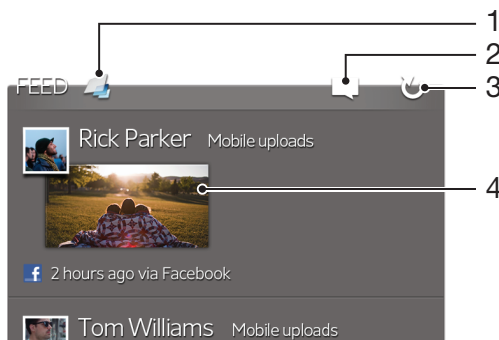 1
2
FEED
3
Rick Parker Mobile uploads
4
f 2 hours ago via Facebook
Tom Williams Mobile uploads